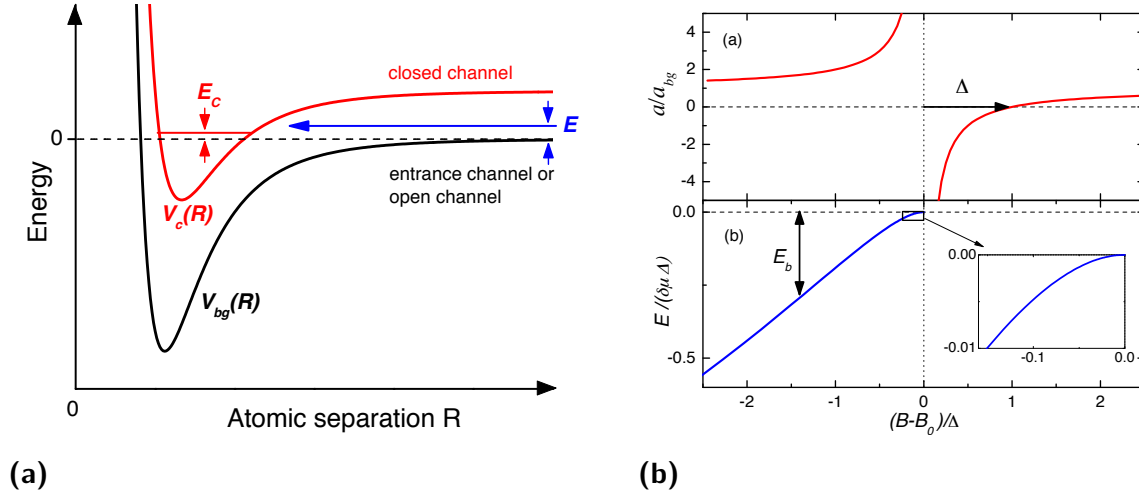 closed channel
E_C
E
0
entrance channel or
open channel
Energy
V_c(R)
V_bg(R)
0
Atomic separation R
(a)
(a)
4
2
0
-2
-4
a/a_bg
Δ
(b)
0.0
-0.5
E /(δμ Δ)
E_b
0.00
-0.01
-0.1
0.0
-2
-1
0
1
2
(B-B_0)/Δ
(b)